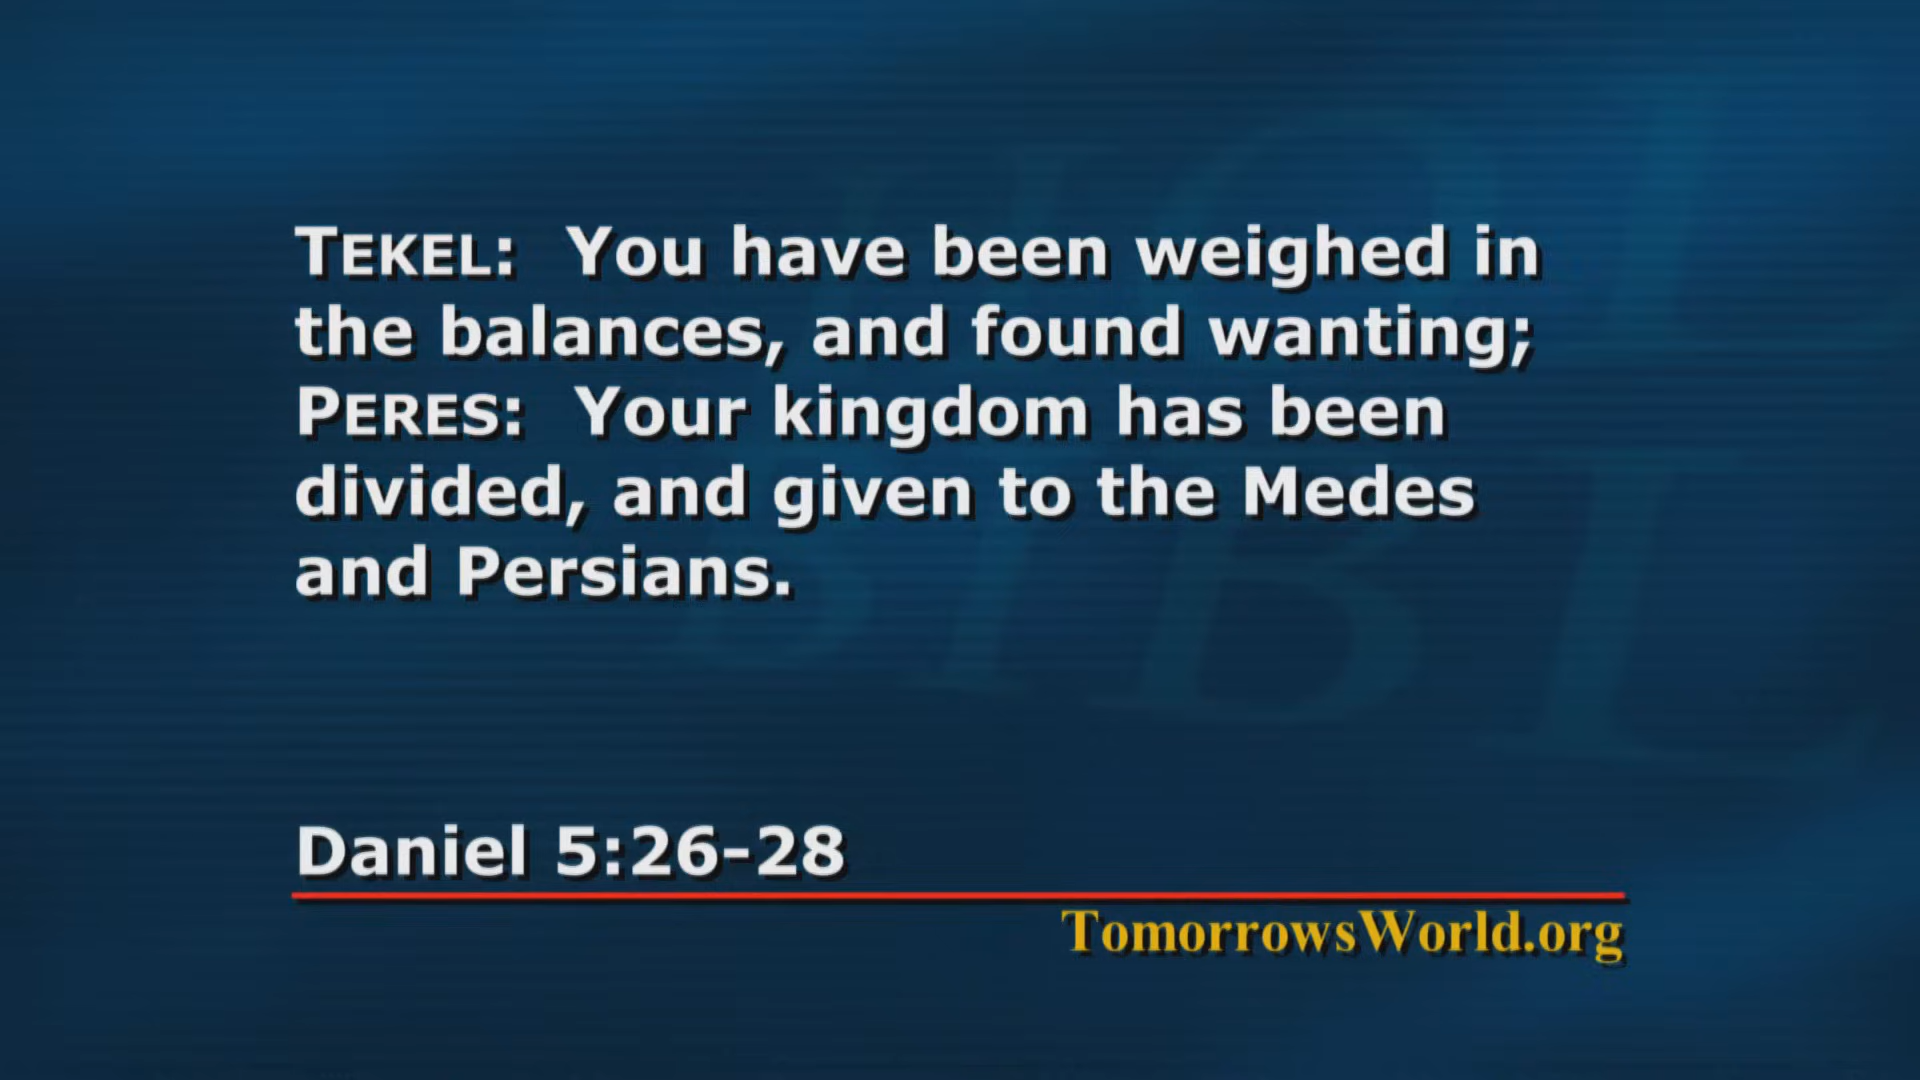 TEKEL: You have been weighed in
the balances, and found wanting;
PERES: Your kingdom has been
divided, and given to the Medes
and Persians.
Daniel 5:26-28
TomorrowsWorld.org